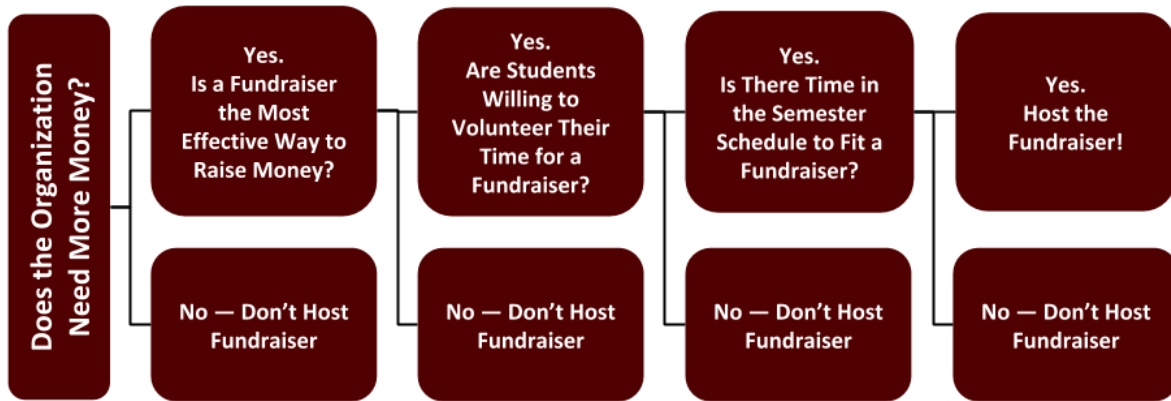 Does the Organization
Need More Money?
Yes.
Is a Fundraiser
the Most
Effective Way to
Raise Money?
No — Don’t Host
Fundraiser
Yes.
Are Students
Willing to
Volunteer Their
Time for a
Fundraiser?
No — Don’t Host
Fundraiser
Yes.
Is There Time in
the Semester
Schedule to Fit a
Fundraiser?
No — Don’t Host
Fundraiser
Yes.
Host the
Fundraiser!
No — Don’t Host
Fundraiser